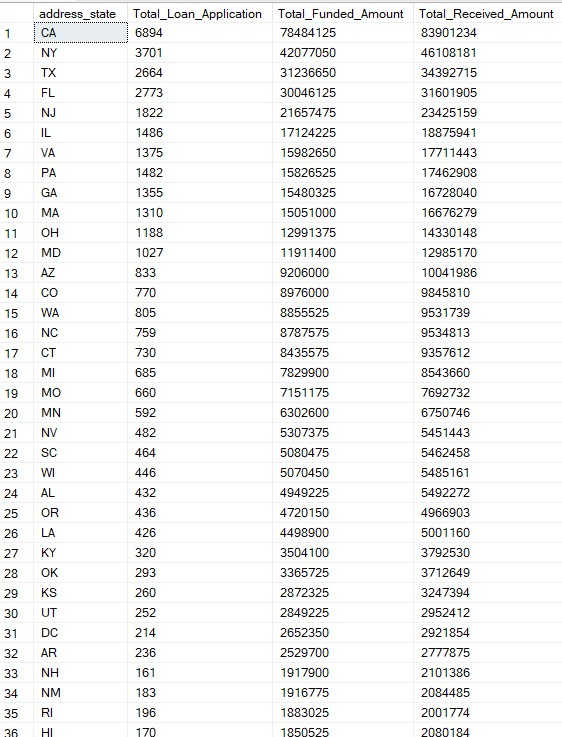 address_state Total_Loan_Application Total_Funded_Amount Total_Received_Amount
1 CA 6894 78484125 83901234
2 NY 3701 42077050 46108181
3 TX 2664 31236650 34392715
4 FL 2773 30046125 31601905
5 NJ 1822 21657475 23425159
6 IL 1486 17124225 18875941
7 VA 1375 15982650 17711443
8 PA 1482 15826525 17462908
9 GA 1355 15480325 16728040
10 MA 1310 15051000 16676279
11 OH 1188 12991375 14330148
12 MD 1027 11911400 12985170
13 AZ 833 9206000 10041986
14 CO 770 8976000 9845810
15 WA 805 8855525 9531739
16 NC 759 8787575 9534813
17 CT 730 8435575 9357612
18 MI 685 7829900 8543660
19 MO 660 7151175 7692732
20 MN 592 6302600 6750746
21 NV 482 5307375 5451443
22 SC 464 5080475 5462458
23 WI 446 5070450 5485161
24 AL 432 4949225 5492272
25 OR 436 4720150 4966903
26 LA 426 4498900 5001160
27 KY 320 3504100 3792530
28 OK 293 3365725 3712649
29 KS 260 2872325 3247394
30 UT 252 2849225 2952412
31 DC 214 2652350 2921854
32 AR 236 2529700 2777875
33 NH 161 1917900 2101386
34 NM 183 1916775 2084485
35 RI 196 1883025 2001774
36 HI 170 1850525 2080184